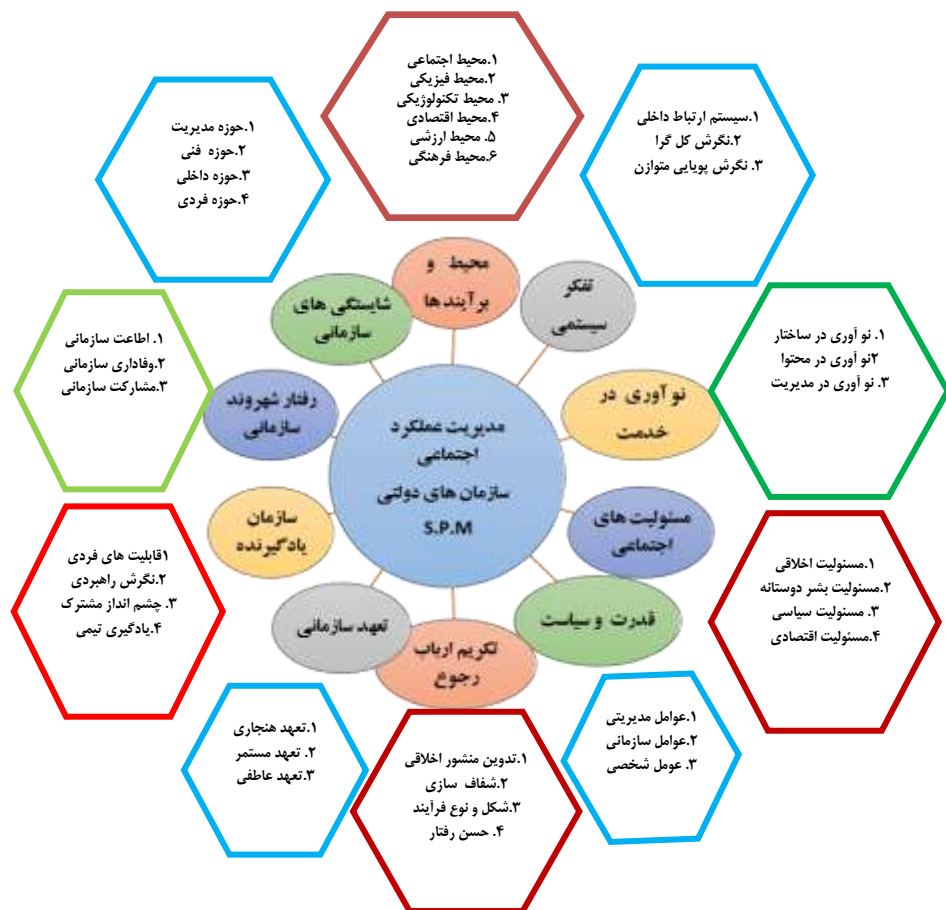 ۱.محیط اجتماعی
۲.محیط فیزیکی
۳. محیط تکنولوژیکی
۴.محیط اقتصادی
۵. محیط ارزشی
۶.محیط فرهنگی
۱.سیستم ارتباط داخلی
۲.نگرش کل گرا
۳. نگرش پویایی متوازن
۱.حوزه مدیریت
۲.حوزه فنی
۳.حوزه داخلی
۴.حوزه فردی
محیط و
برآیندها
تفکر
سیستمی
شایستگی های
سازمانی
۱. نو آوری در ساختار
۲نو آوری در محتوا
۳. نو آوری در مدیریت
۱. اطاعت سازمانی
۲.وفاداری سازمانی
۳.مشارکت سازمانی
نو آوری در
خدمت
رفتار شهروند
سازمانی
مدیریت عملکرد
اجتماعی
سازمان های دولتی
S.P.M
مسئولیت های
اجتماعی
سازمان
یادگیرنده
۱.مسئولیت اخلاقی
۲.مسئولیت بشر دوستانه
۳. مسئولیت سیاسی
۴.مسئولیت اقتصادی
۱قابلیت های فردی
۲.نگرش راهبردی
۳. چشم انداز مشترک
۴.یادگیری تیمی
قدرت و سیاست
تعهد سازمانی
تکریم ارباب
رجوع
۱.عوامل مدیریتی
۲.عوامل سازمانی
۳. عومل شخصی
۱.تدوین منشور اخلاقی
۲.شفاف سازی
۳.شکل و نوع فرآیند
۴. حسن رفتار
۱.تعهد هنجاری
۲. تعهد مستمر
۳.تعهد عاطفی